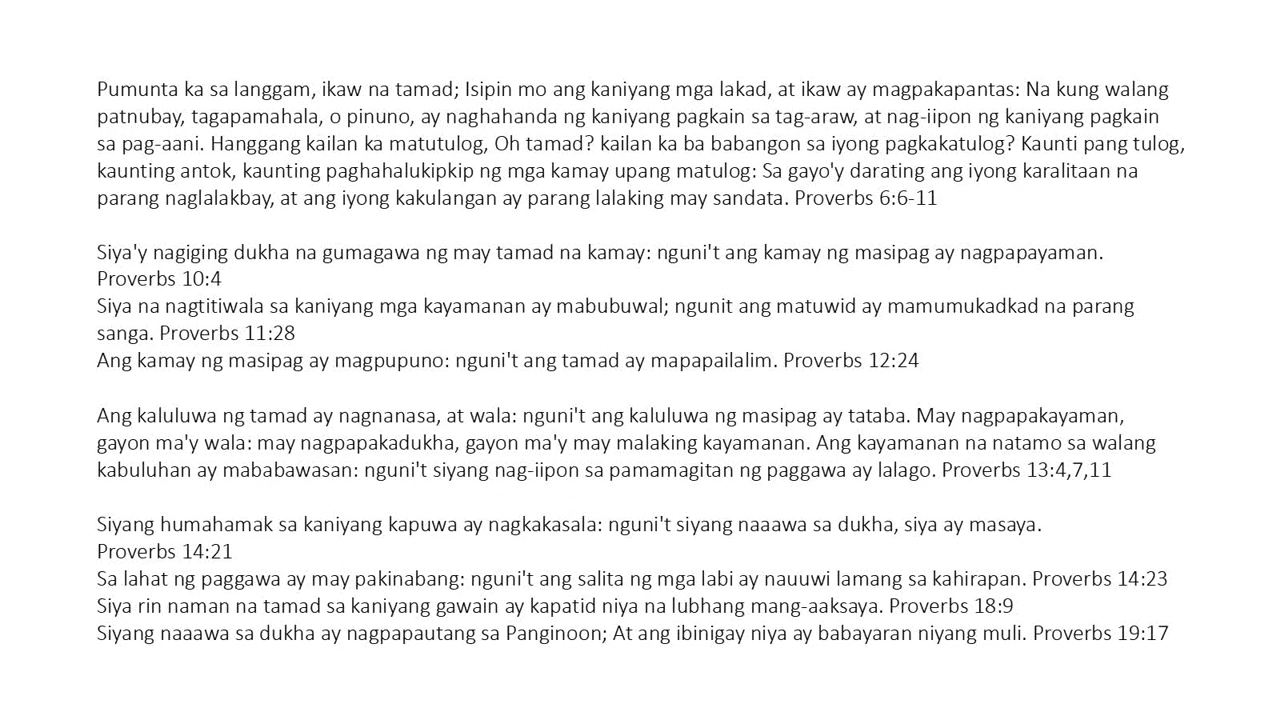 Pumunta ka sa langgam, ikaw na tamad; Isipin mo ang kaniyang mga lakad, at ikaw ay magpakapantas: Na kung walang
patnubay, tagapamahala, o pinuno, ay naghahanda ng kaniyang pagkain sa tag-araw, at nag-iipon ng kaniyang pagkain
sa pag-aani. Hanggang kailan ka matutulog, Oh tamad? kailan ka ba babangon sa iyong pagkakatulog? Kaunti pang tulog,
kaunting antok, kaunting paghahalukipkip ng mga kamay upang matulog: Sa gayo'y darating ang iyong karalitaan na
parang naglalakbay, at ang iyong kakulangan ay parang lalaking may sandata. Proverbs 6:6-11
Siya'y nagiging dukha na gumagawa ng may tamad na kamay: nguni't ang kamay ng masipag ay nagpapayaman.
Proverbs 10:4
Siya na nagtitiwala sa kaniyang mga kayamanan ay mabubuwal; ngunit ang matuwid ay mamumukadkad na parang
sanga. Proverbs 11:28
Ang kamay ng masipag ay magpupuno: nguni't ang tamad ay mapapailalim. Proverbs 12:24
Ang kaluluwa ng tamad ay nagnanasa, at wala: nguni't ang kaluluwa ng masipag ay tataba. May nagpapakayaman,
gayon ma'y wala: may nagpapakadukha, gayon ma'y may malaking kayamanan. Ang kayamanan na natamo sa walang
kabuluhan ay mababawasan: nguni't siyang nag-iipon sa pamamagitan ng paggawa ay lalago. Proverbs 13:4,7,11
Siyang humahamak sa kaniyang kapuwa ay nagkakasala: nguni't siyang naaawa sa dukha, siya ay masaya.
Proverbs 14:21
Sa lahat ng paggawa ay may pakinabang: nguni't ang salita ng mga labi ay nauuwi lamang sa kahirapan. Proverbs 14:23
Siya rin naman na tamad sa kaniyang gawain ay kapatid niya na lubhang mang-aaksaya. Proverbs 18:9
Siyang naaawa sa dukha ay nagpapautang sa Panginoon; At ang ibinigay niya ay babayaran niyang muli. Proverbs 19:17